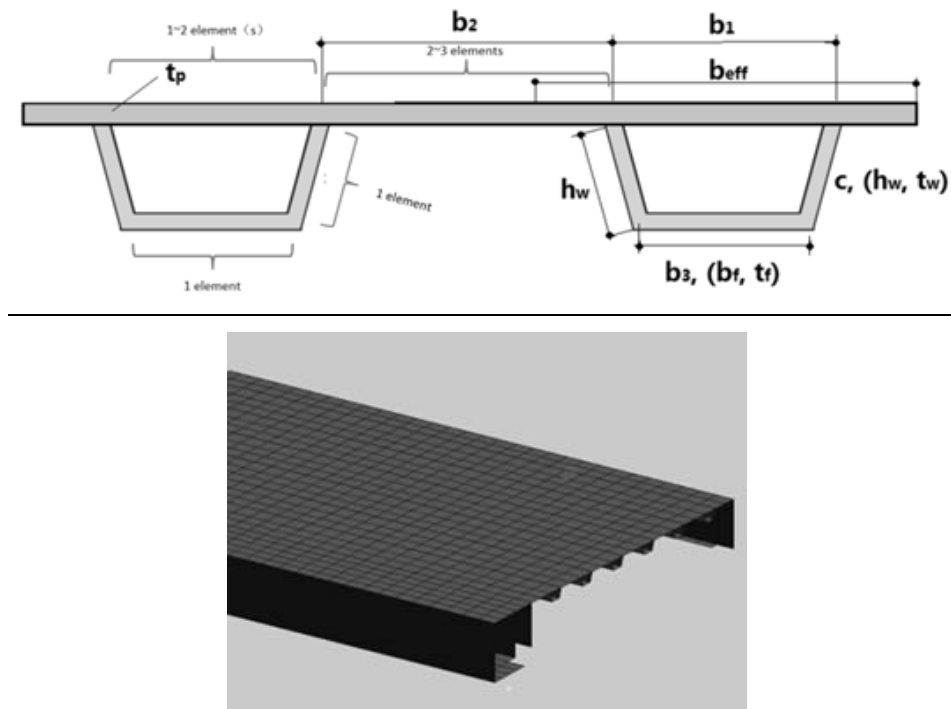 b₂
b₁
1~2 element（s）
2~3 elements
beff
tp
hw
1 element
c, (hw, tw)
b₃, (bf, tf)
1 element